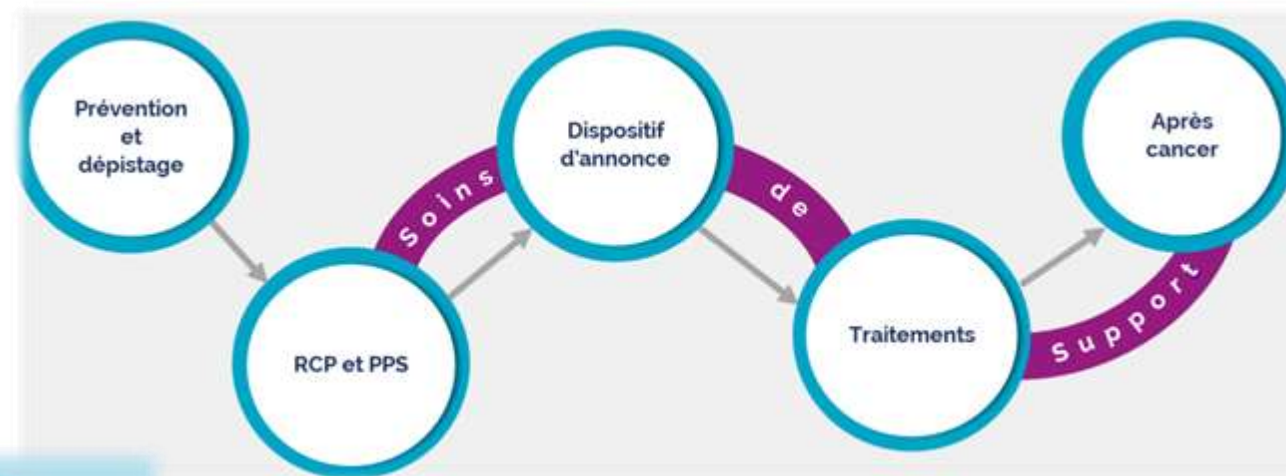 Prévention
et
dépistage
RCP et PPS
Soins
Dispositif
d'annonce
de
Traitements
Support
Après
cancer